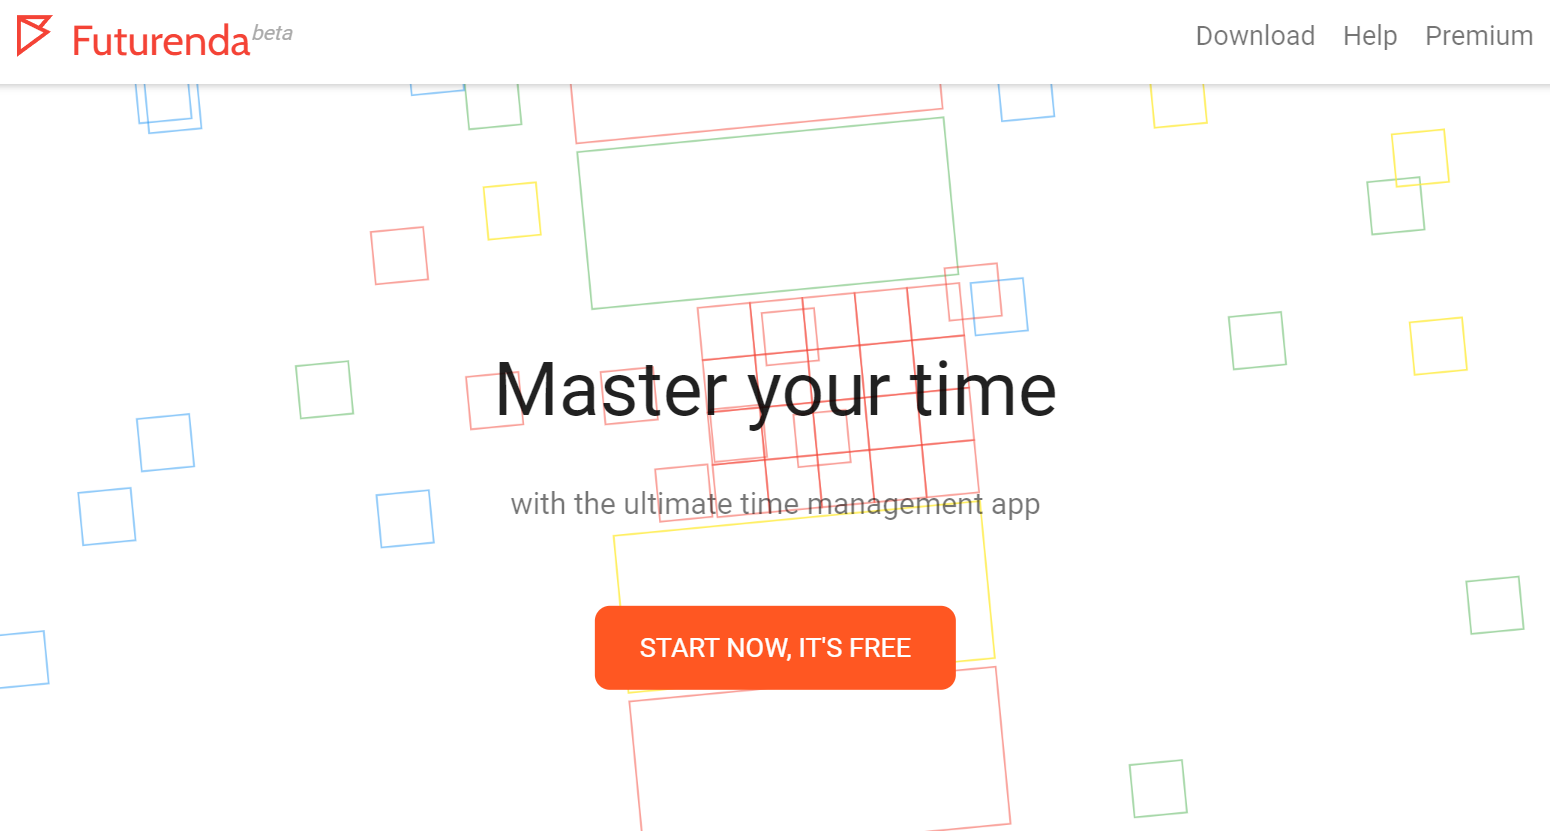 Futurenda beta
Download Help Premium
Master your time
with the ultimate time management app
START NOW, IT'S FREE